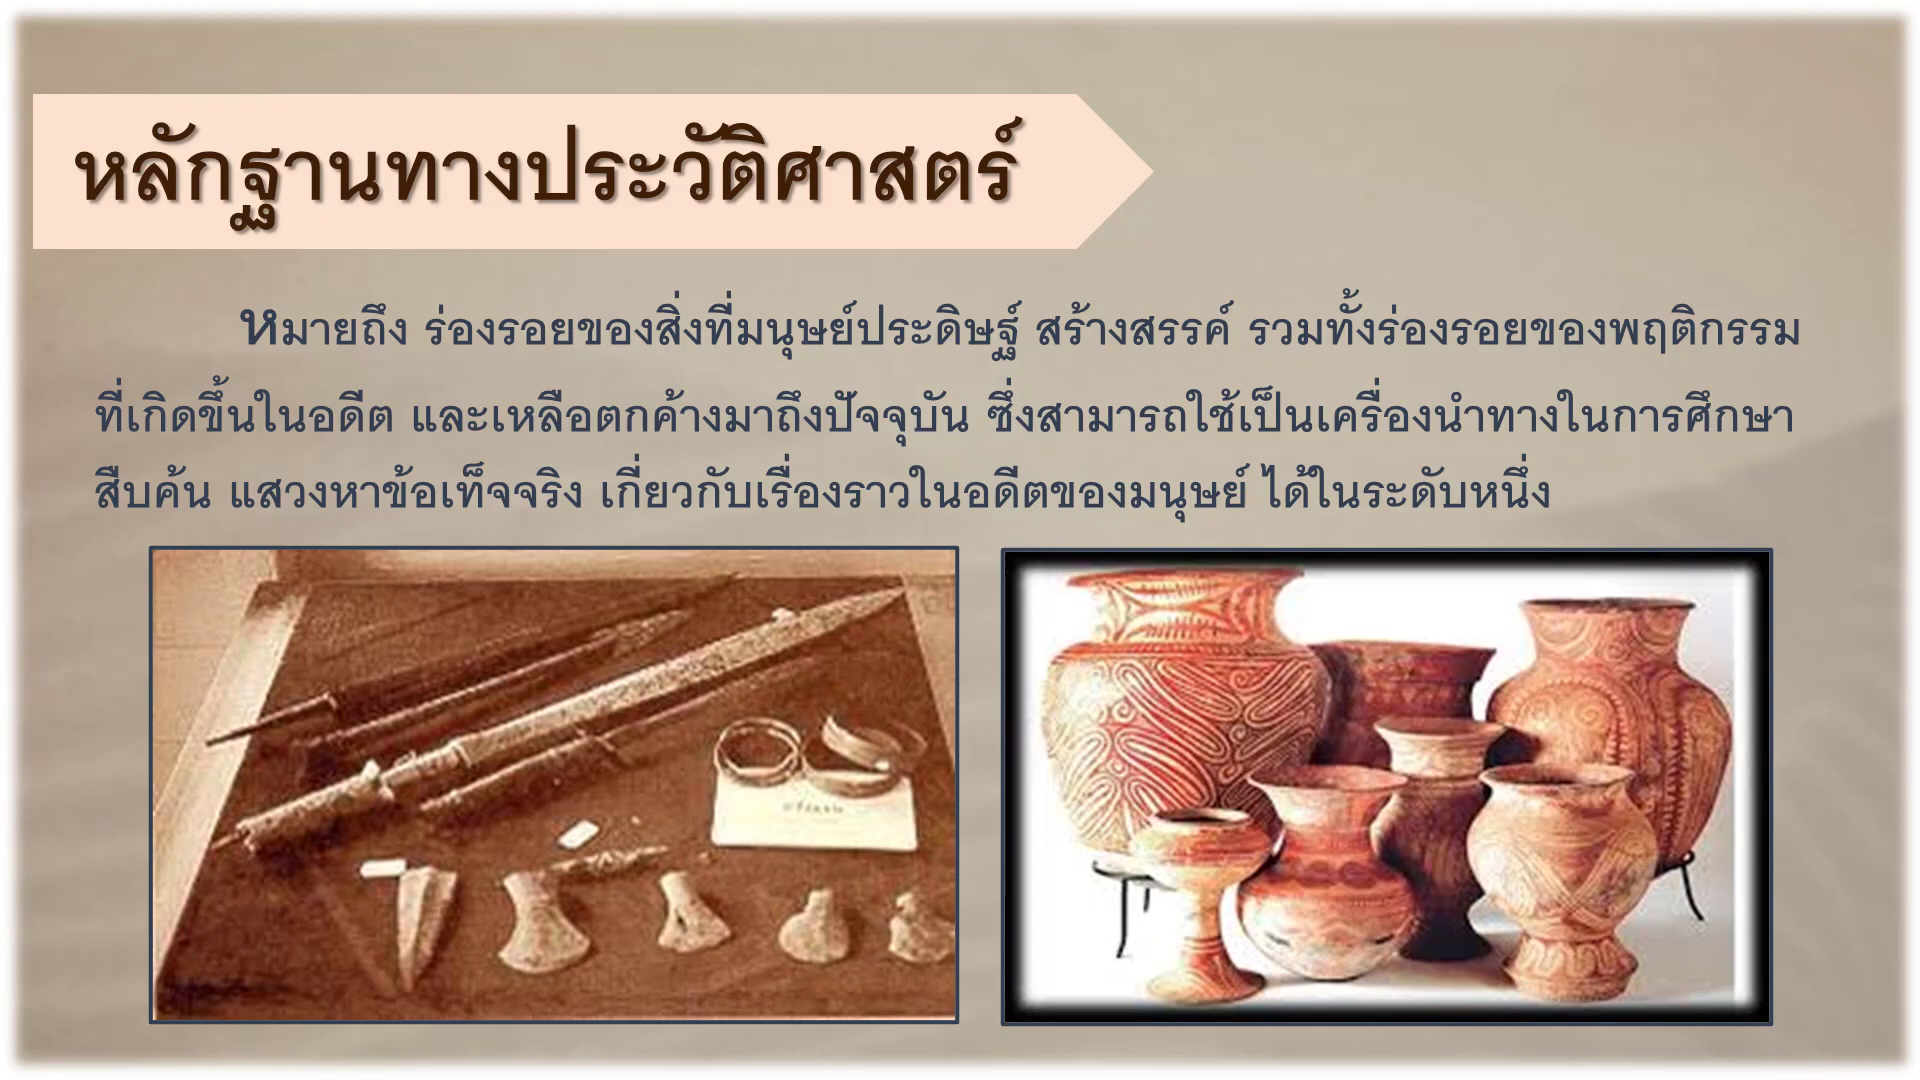 หลักฐานทางประวัติศาสตร์
หมายถึง ร่องรอยของสิ่งที่มนุษย์ประดิษฐ์ สร้างสรรค์ รวมทั้งร่องรอยของพฤติกรรม
ที่เกิดขึ้นในอดีต และเหลือตกค้างมาถึงปัจจุบัน ซึ่งสามารถใช้เป็นเครื่องนำทางในการศึกษา
สืบค้น แสวงหาข้อเท็จจริง เกี่ยวกับเรื่องราวในอดีตของมนุษย์ ได้ในระดับหนึ่ง